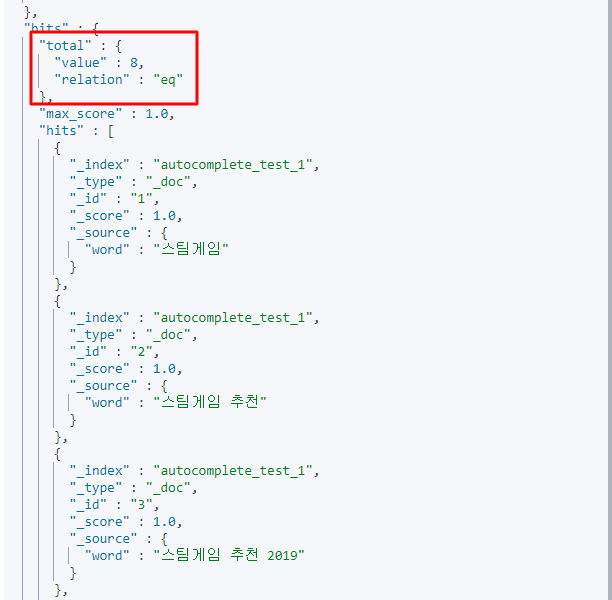 },
"hits" : {
"total" : {
"value" : 8,
"relation" : "eq"
},
"max_score" : 1.0,
"hits" : [
{
"_index" : "autocomplete_test_1",
"_type" : "_doc",
"_id" : "1",
"_score" : 1.0,
"_source" : {
"word" : "스팀게임"
}
},
{
"_index" : "autocomplete_test_1",
"_type" : "_doc",
"_id" : "2",
"_score" : 1.0,
"_source" : {
"word" : "스팀게임 추천"
}
},
{
"_index" : "autocomplete_test_1",
"_type" : "_doc",
"_id" : "3",
"_score" : 1.0,
"_source" : {
"word" : "스팀게임 추천 2019"
}
},